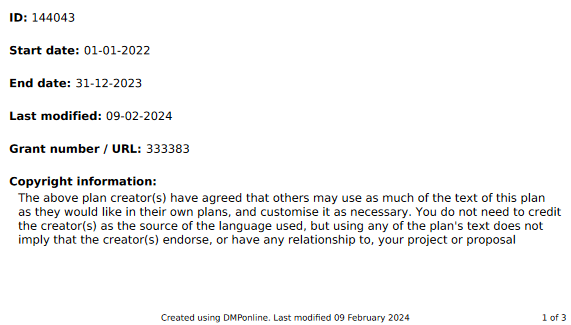 ID: 144043
Start date: 01-01-2022
End date: 31-12-2023
Last modified: 09-02-2024
Grant number / URL: 333383
Copyright information:
The above plan creator(s) have agreed that others may use as much of the text of this plan
as they would like in their own plans, and customise it as necessary. You do not need to credit
the creator(s) as the source of the language used, but using any of the plan's text does not
imply that the creator(s) endorse, or have any relationship to, your project or proposal
Created using DMPonline. Last modified 09 February 2024
1 of 3